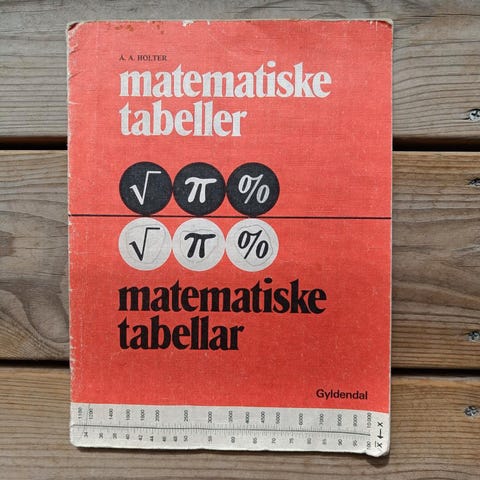 A. A. HOLTER
matematiske
tabeller
√ π %
√ π %
matematiske
tabellar
Gyldendal